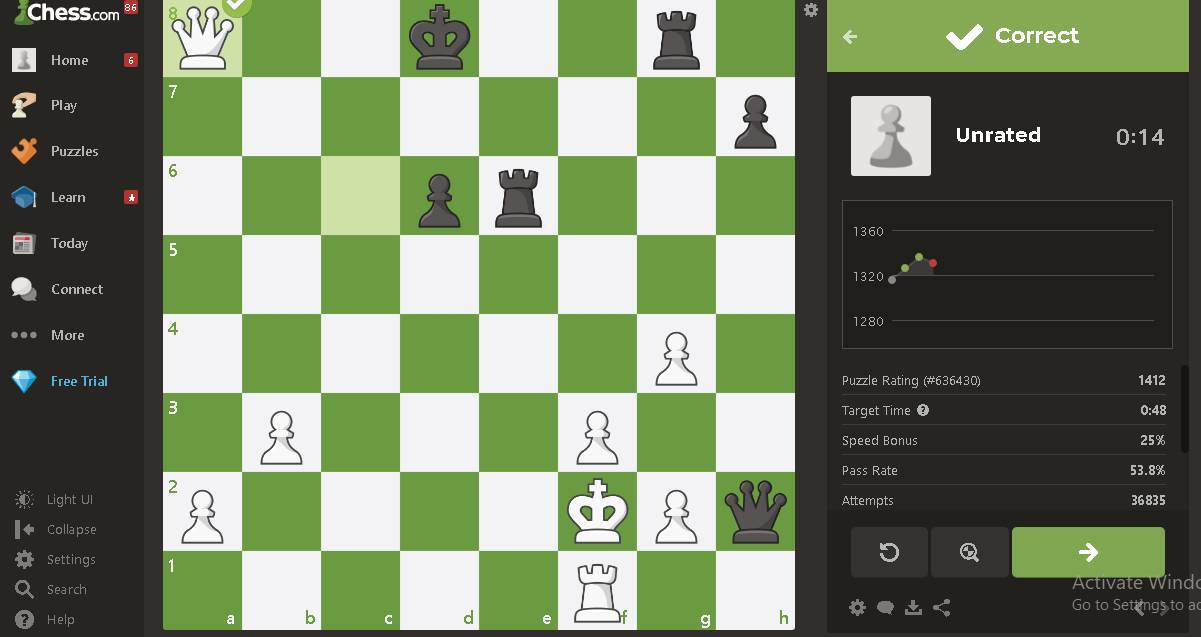 Chess.com 86
Home 6
Play
Puzzles
Learn
Today
Connect
More
Free Trial
Light UI
Collapse
Settings
Search
Help
8
7
6
5
4
3
2
1
a b c d e f g h
Correct
Unrated 0:14
1360
1320
1280
Puzzle Rating (#636430) 1412
Target Time ? 0:48
Speed Bonus 25%
Pass Rate 53.8%
Attempts 36835
Activate Windo
Go to Settings to ac